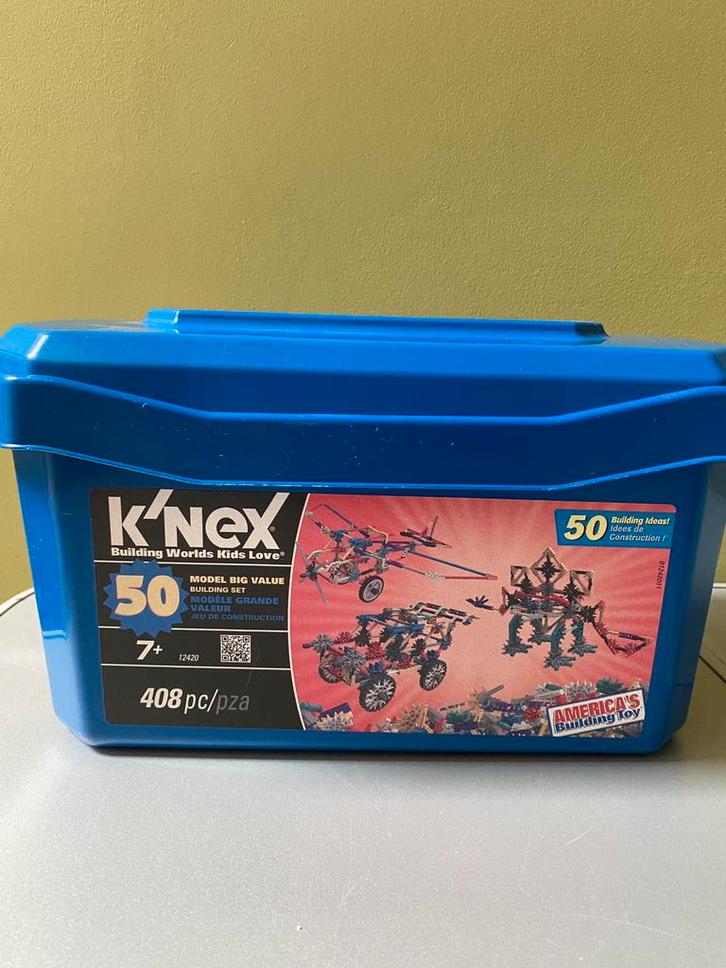 K'NEX
Building Worlds Kids Love®
50
MODEL BIG VALUE
BUILDING SET
MODÈLE GRANDE
VALEUR
JEU DE CONSTRUCTION
7+
12420
408 pc/pza
50
Building Ideas!
Idées de
Construction !
AMERICA'S
Building Toy